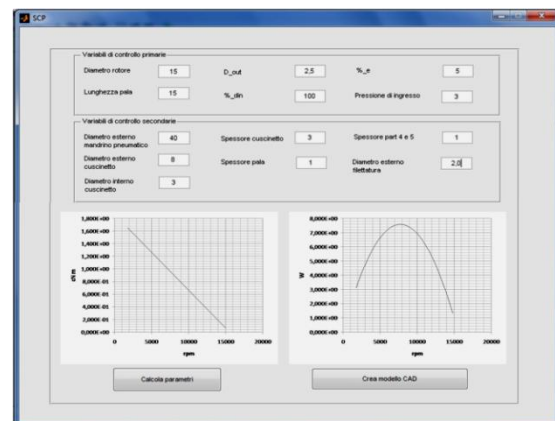 SCP
Variabili di controllo primarie
Diametro rotore 15 D_out 2,5 %_e 5
Lunghezza pala 15 %_din 100 Pressione di ingresso 3
Variabili di controllo secondarie
Diametro esterno mandrino pneumatico 40 Spessore cuscinetto 3 Spessore part 4 e 5 1
Diametro esterno cuscinetto 8 Spessore pala 1 Diametro esterno filettatura 2,0
Diametro interno cuscinetto 3
1,800E+00
1,600E+00
1,400E+00
1,200E+00
1,000E+00
8,000E-01
6,000E-01
4,000E-01
2,000E-01
0,000E+00
0 5000 10000 15000 20000
rpm
8,000E+00
7,000E+00
6,000E+00
5,000E+00
4,000E+00
3,000E+00
2,000E+00
1,000E+00
0,000E+00
W
0 5000 10000 15000 20000
rpm
Calcola parametri
Crea modello CAD